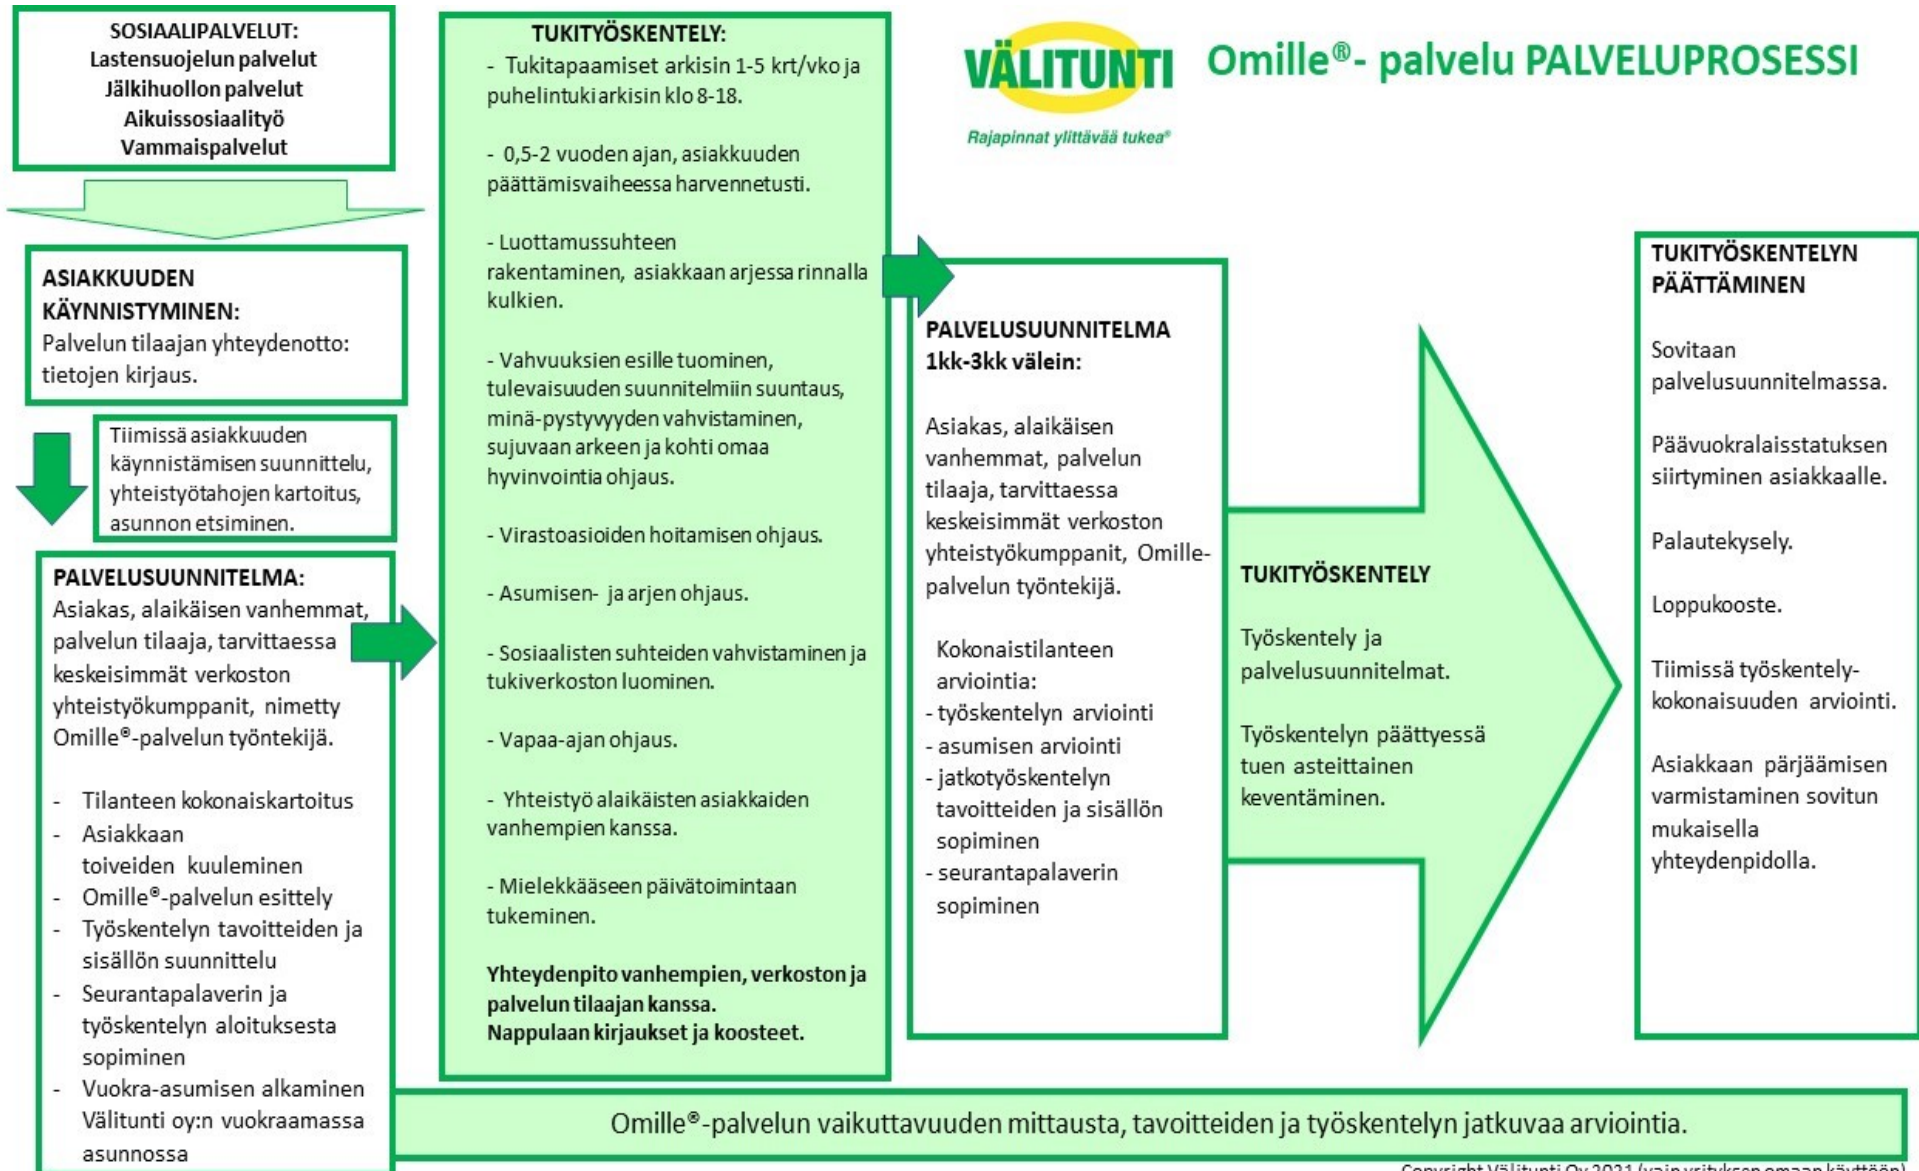 SOSIAALIPALVELUT:
Lastensuojelun palvelut
Jälkihuollon palvelut
Aikuissosiaalityö
Vammaispalvelut
ASIAKKUUDEN
KÄYNNISTYMINEN:
Palvelun tilaajan yhteydenotto:
tietojen kirjaus.
Tiimissä asiakkuuden
käynnistämisen suunnittelu,
yhteistyötahojen kartoitus,
asunnon etsiminen.
PALVELUSUUNNITELMA:
Asiakas, alaikäisen vanhemmat,
palvelun tilaaja, tarvittaessa
keskeisimmät verkoston
yhteistyökumppanit, nimetty
Omille®-palvelun työntekijä.
- Tilanteen kokonaiskartoitus
- Asiakkaan
toiveiden kuuleminen
- Omille®-palvelun esittely
- Työskentelyn tavoitteiden ja
sisällön suunnittelu
- Seurantapalaverin ja
työskentelyn aloituksesta
sopiminen
- Vuokra-asumisen alkaminen
Välitunti oy:n vuokraamassa
asunnossa
TUKITYÖSKENTELY:
- Tukitapaamiset arkisin 1-5 krt/vko ja
puhelintuki arkisin klo 8-18.
- 0,5-2 vuoden ajan, asiakkuuden
päättämisvaiheessa harvennetusti.
- Luottamussuhteen
rakentaminen, asiakkaan arjessa rinnalla
kulkien.
- Vahvuuksien esille tuominen,
tulevaisuuden suunnitelmiin suuntaus,
minä-pystyvyyden vahvistaminen,
sujuvaan arkeen ja kohti omaa
hyvinvointia ohjaus.
- Virastoasioiden hoitamisen ohjaus.
- Asumisen- ja arjen ohjaus.
- Sosiaalisten suhteiden vahvistaminen ja
tukiverkoston luominen.
- Vapaa-ajan ohjaus.
- Yhteistyö alaikäisten asiakkaiden
vanhempien kanssa.
- Mielekkääseen päivätoimintaan
tukeminen.
Yhteydenpito vanhempien, verkoston ja
palvelun tilaajan kanssa.
Nappulaan kirjaukset ja koosteet.
VÄLITUNTI
Rajapinnat ylittävää tukea®
Omille®- palvelu PALVELUPROSESSI
PALVELUSUUNNITELMA
1kk-3kk välein:
Asiakas, alaikäisen
vanhemmat, palvelun
tilaaja, tarvittaessa
keskeisimmät verkoston
yhteistyökumppanit, Omille-
palvelun työntekijä.
Kokonaistilanteen
arviointia:
- työskentelyn arviointi
- asumisen arviointi
- jatkotyöskentelyn
tavoitteiden ja sisällön
sopiminen
- seurantapalaverin
sopiminen
TUKITYÖSKENTELY
Työskentely ja
palvelusuunnitelmat.
Työskentelyn päättyessä
tuen asteittainen
keventäminen.
TUKITYÖSKENTELYN
PÄÄTTÄMINEN
Sovitaan
palvelusuunnitelmassa.
Päävuokralaisstatuksen
siirtyminen asiakkaalle.
Palautekysely.
Loppukooste.
Tiimissä työskentely-
kokonaisuuden arviointi.
Asiakkaan pärjäämisen
varmistaminen sovitun
mukaisella
yhteydenpidolla.
Omille®-palvelun vaikuttavuuden mittausta, tavoitteiden ja työskentelyn jatkuvaa arviointia.
Copyright Välitunti Oy 2021 (vain yrityksen omaan käyttöön)